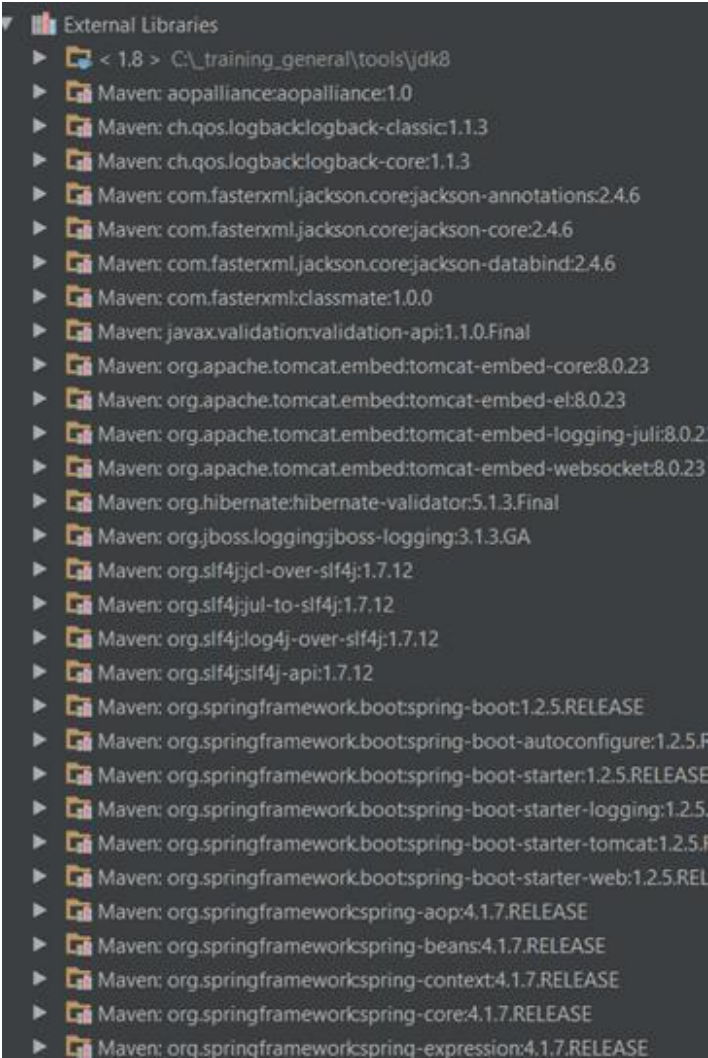 External Libraries
< 1.8 > C:\_training_general\tools\jdk8
Maven: aopalliance:aopalliance:1.0
Maven: ch.qos.logback:logback-classic:1.1.3
Maven: ch.qos.logback:logback-core:1.1.3
Maven: com.fasterxml.jackson.core:jackson-annotations:2.4.6
Maven: com.fasterxml.jackson.core:jackson-core:2.4.6
Maven: com.fasterxml.jackson.core:jackson-databind:2.4.6
Maven: com.fasterxml:classmate:1.0.0
Maven: javax.validation:validation-api:1.1.0.Final
Maven: org.apache.tomcat.embed:tomcat-embed-core:8.0.23
Maven: org.apache.tomcat.embed:tomcat-embed-el:8.0.23
Maven: org.apache.tomcat.embed:tomcat-embed-logging-juli:8.0.2
Maven: org.apache.tomcat.embed:tomcat-embed-websocket:8.0.23
Maven: org.hibernate:hibernate-validator:5.1.3.Final
Maven: org.jboss.logging:jboss-logging:3.1.3.GA
Maven: org.slf4j:jcl-over-slf4j:1.7.12
Maven: org.slf4j:jul-to-slf4j:1.7.12
Maven: org.slf4j:log4j-over-slf4j:1.7.12
Maven: org.slf4j:slf4j-api:1.7.12
Maven: org.springframework.boot:spring-boot:1.2.5.RELEASE
Maven: org.springframework.boot:spring-boot-autoconfigure:1.2.5.R
Maven: org.springframework.boot:spring-boot-starter:1.2.5.RELEASE
Maven: org.springframework.boot:spring-boot-starter-logging:1.2.5.
Maven: org.springframework.boot:spring-boot-starter-tomcat:1.2.5.R
Maven: org.springframework.boot:spring-boot-starter-web:1.2.5.REL
Maven: org.springframework:spring-aop:4.1.7.RELEASE
Maven: org.springframework:spring-beans:4.1.7.RELEASE
Maven: org.springframework:spring-context:4.1.7.RELEASE
Maven: org.springframework:spring-core:4.1.7.RELEASE
Maven: org.springframework:spring-expression:4.1.7.RELEASE